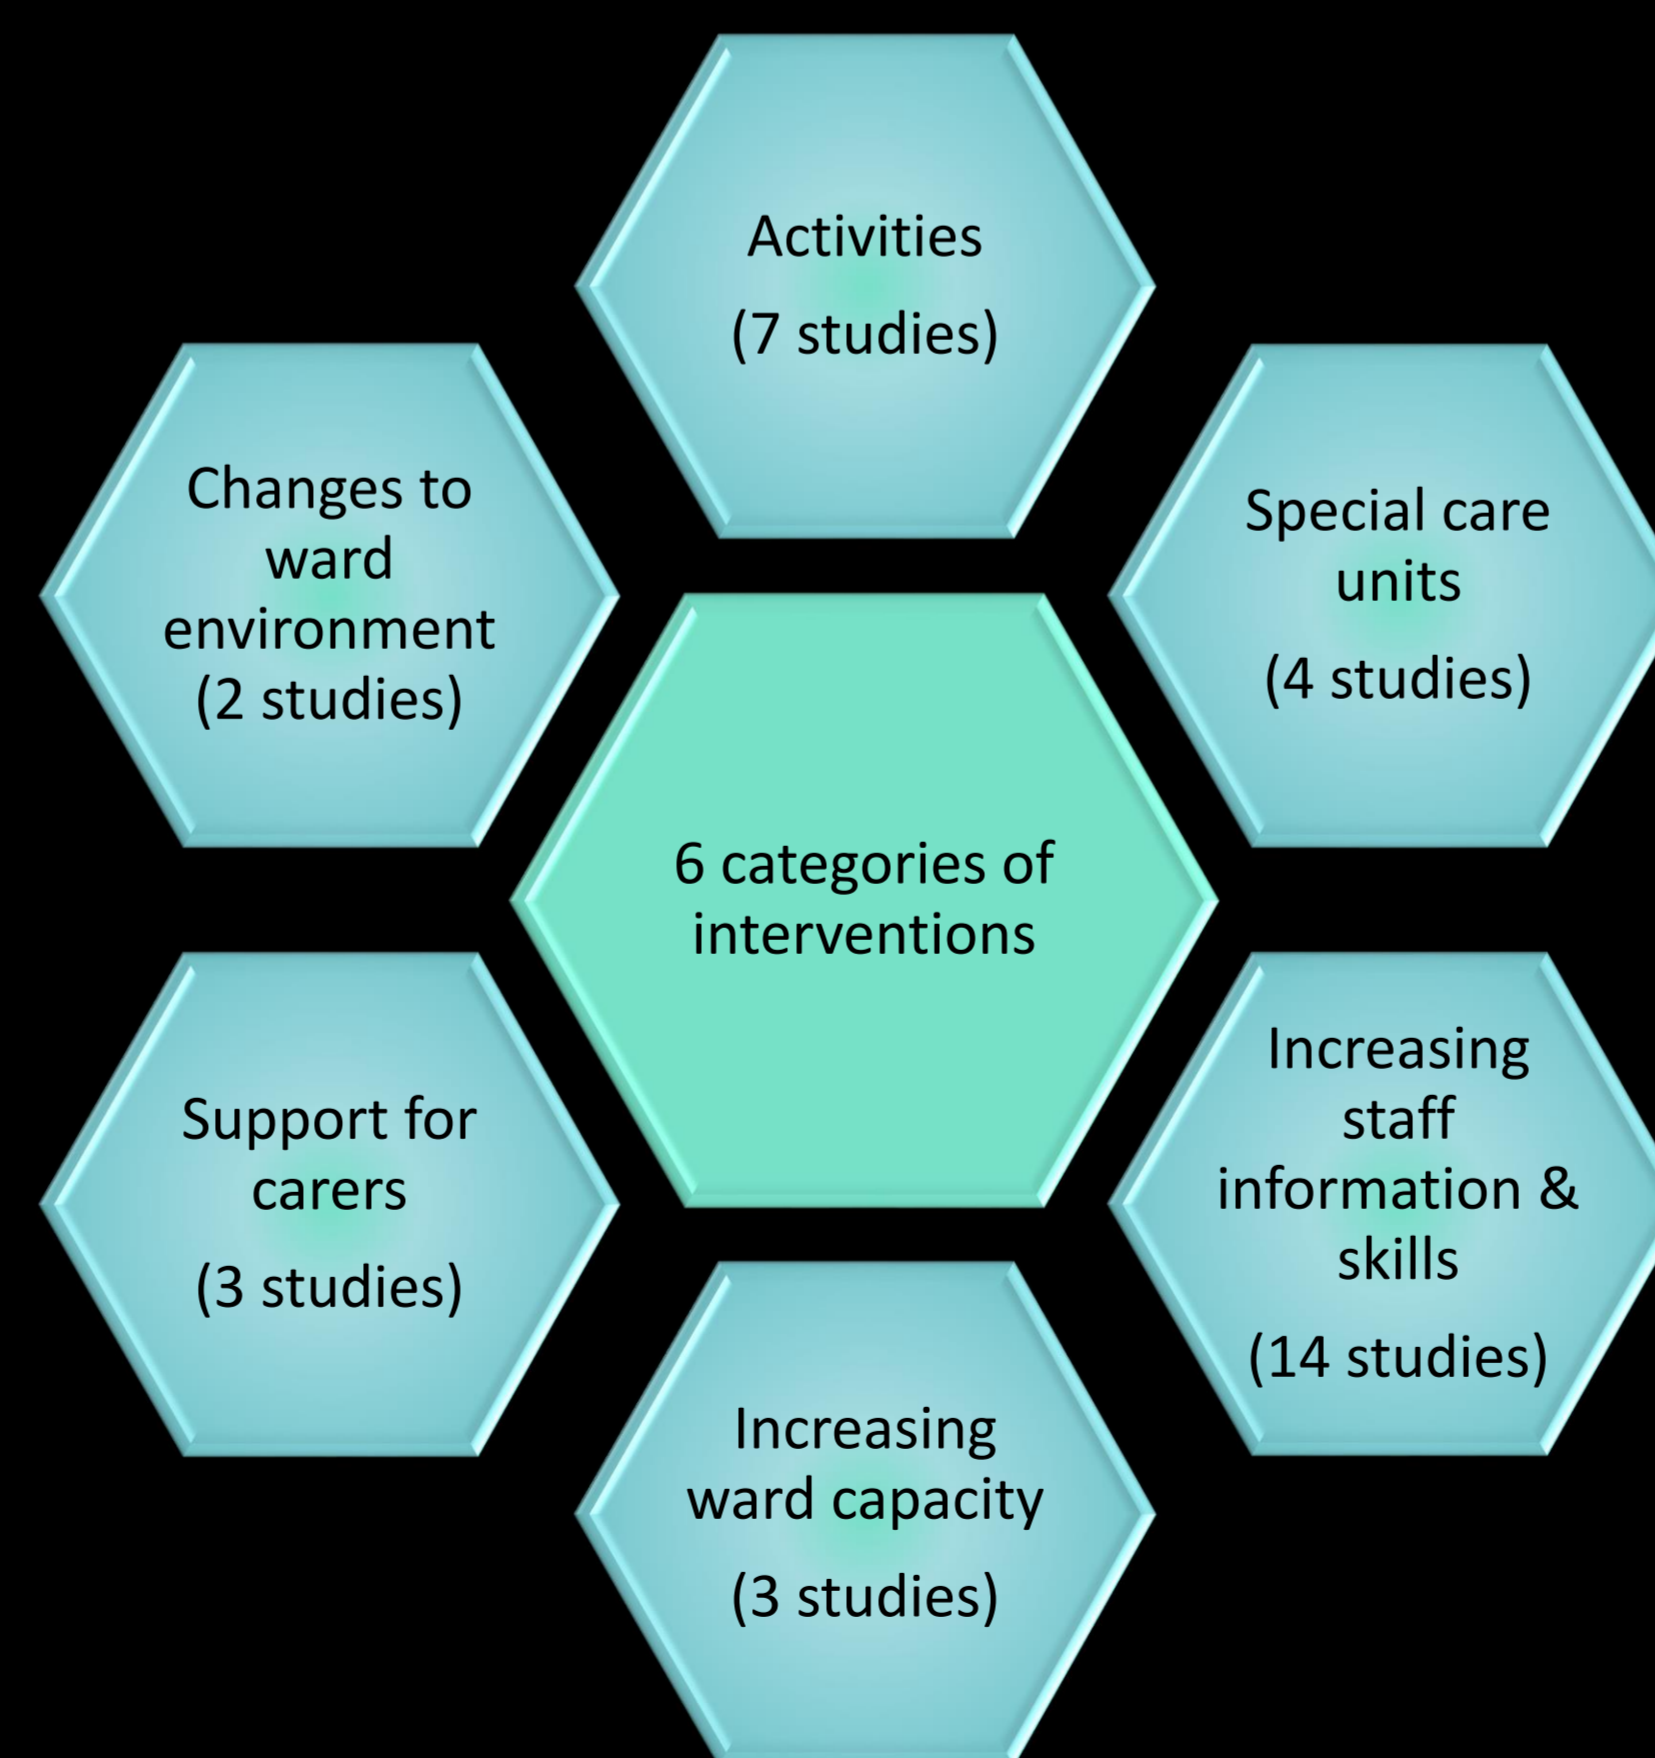 Activities
(7 studies)
Special care
units
(4 studies)
Increasing
staff
information &
skills
(14 studies)
Increasing
ward capacity
(3 studies)
Support for
carers
(3 studies)
Changes to
ward
environment
(2 studies)
6 categories of
interventions